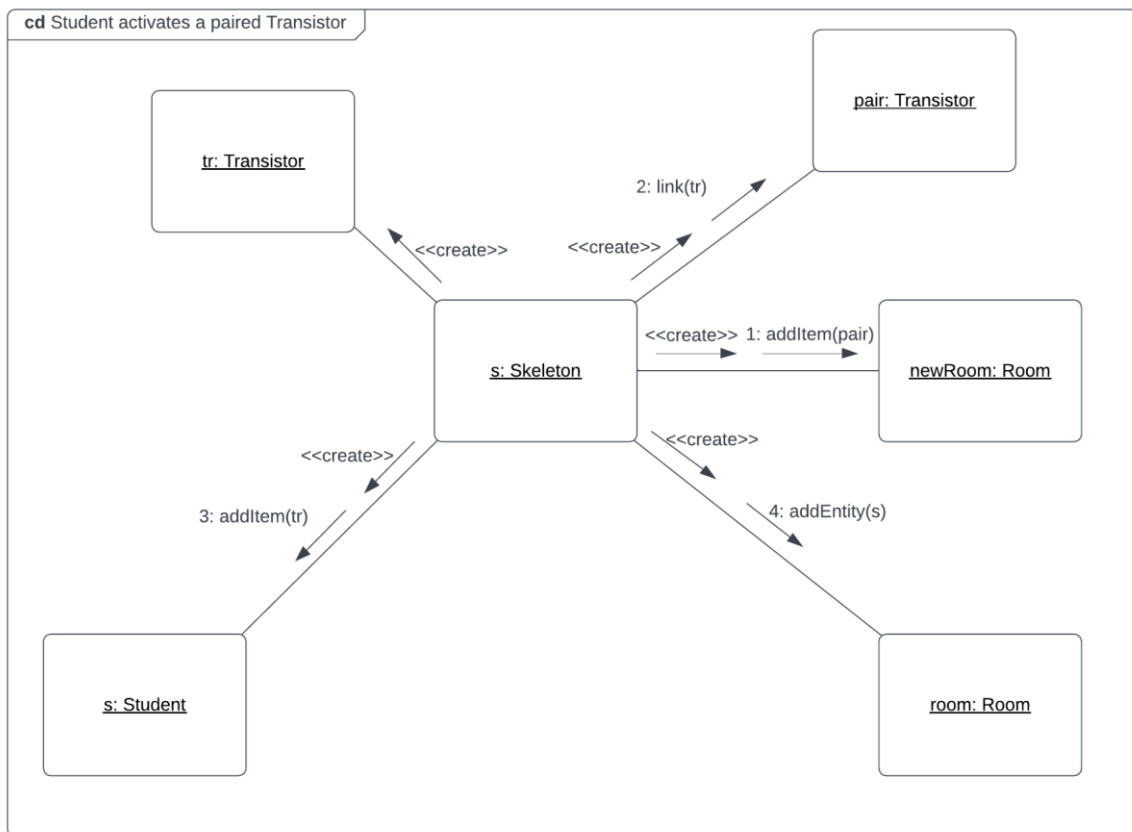 cd Student activates a paired Transistor
pair: Transistor
tr: Transistor
2: link(tr)
<<create>>
<<create>>
<<create>>
1: addItem(pair)
s: Skeleton
newRoom: Room
<<create>>
<<create>>
3: addItem(tr)
4: addEntity(s)
s: Student
room: Room